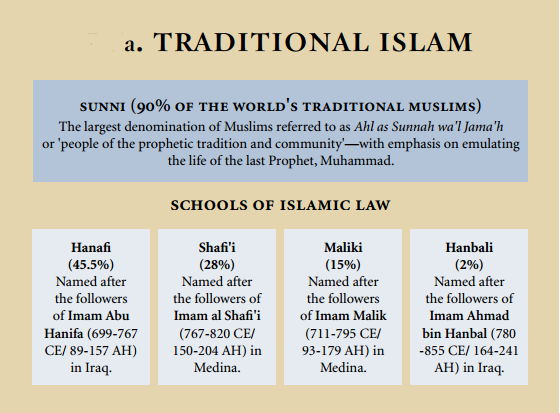 a. TRADITIONAL ISLAM
SUNNI (90% OF THE WORLD'S TRADITIONAL MUSLIMS)
The largest denomination of Muslims referred to as Ahl as Sunnah wa'l Jama'h
or 'people of the prophetic tradition and community'—with emphasis on emulating
the life of the last Prophet, Muhammad.
SCHOOLS OF ISLAMIC LAW
Hanafi
(45.5%)
Named after
the followers
of Imam Abu
Hanifa (699-767
CE/ 89-157 AH)
in Iraq.
Shafi'i
(28%)
Named after
the followers of
Imam al Shafi'i
(767-820 CE/
150-204 AH) in
Medina.
Maliki
(15%)
Named after
the followers
of Imam Malik
(711-795 CE/
93-179 AH) in
Medina.
Hanbali
(2%)
Named after
the followers of
Imam Ahmad
bin Hanbal (780
-855 CE/ 164-241
AH) in Iraq.